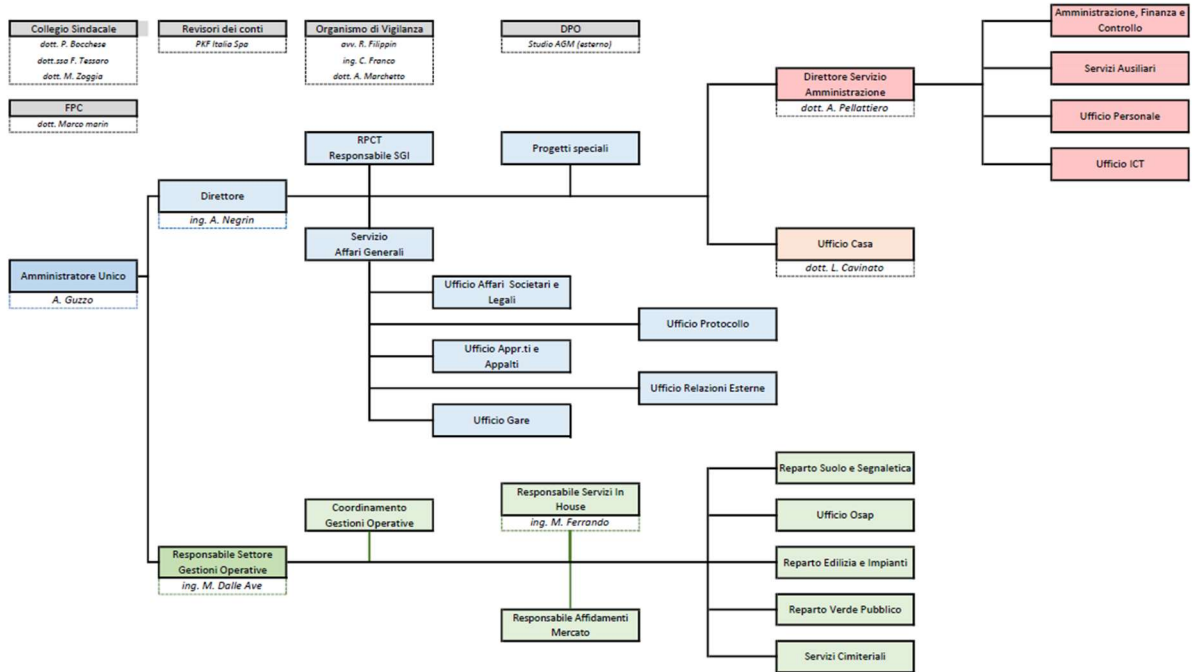 Collegio Sindacale
dott. P. Bocchese
dott.ssa F. Tessaro
dott. M. Zoggia
Revisori dei conti
PKF Italia Spa
Organismo di Vigilanza
avv. R. Filippin
ing. C. Franco
dott. A. Marchetto
DPO
Studio AGM (esterno)
FPC
dott. Marco marin
Amministratore Unico
A. Guzzo
Direttore
ing. A. Negrin
RPCT
Responsabile SGI
Progetti speciali
Servizio
Affari Generali
Ufficio Affari Societari e
Legali
Ufficio Protocollo
Ufficio Appr.ti e
Appalti
Ufficio Relazioni Esterne
Ufficio Gare
Direttore Servizio
Amministrazione
dott. A. Pellattiero
Amministrazione, Finanza e
Controllo
Servizi Ausiliari
Ufficio Personale
Ufficio ICT
Ufficio Casa
dott. L. Cavinato
Responsabile Settore
Gestioni Operative
ing. M. Dalle Ave
Coordinamento
Gestioni Operative
Responsabile Servizi In
House
ing. M. Ferrando
Responsabile Affidamenti
Mercato
Reparto Suolo e Segnaletica
Ufficio Osap
Reparto Edilizia e Impianti
Reparto Verde Pubblico
Servizi Cimiteriali